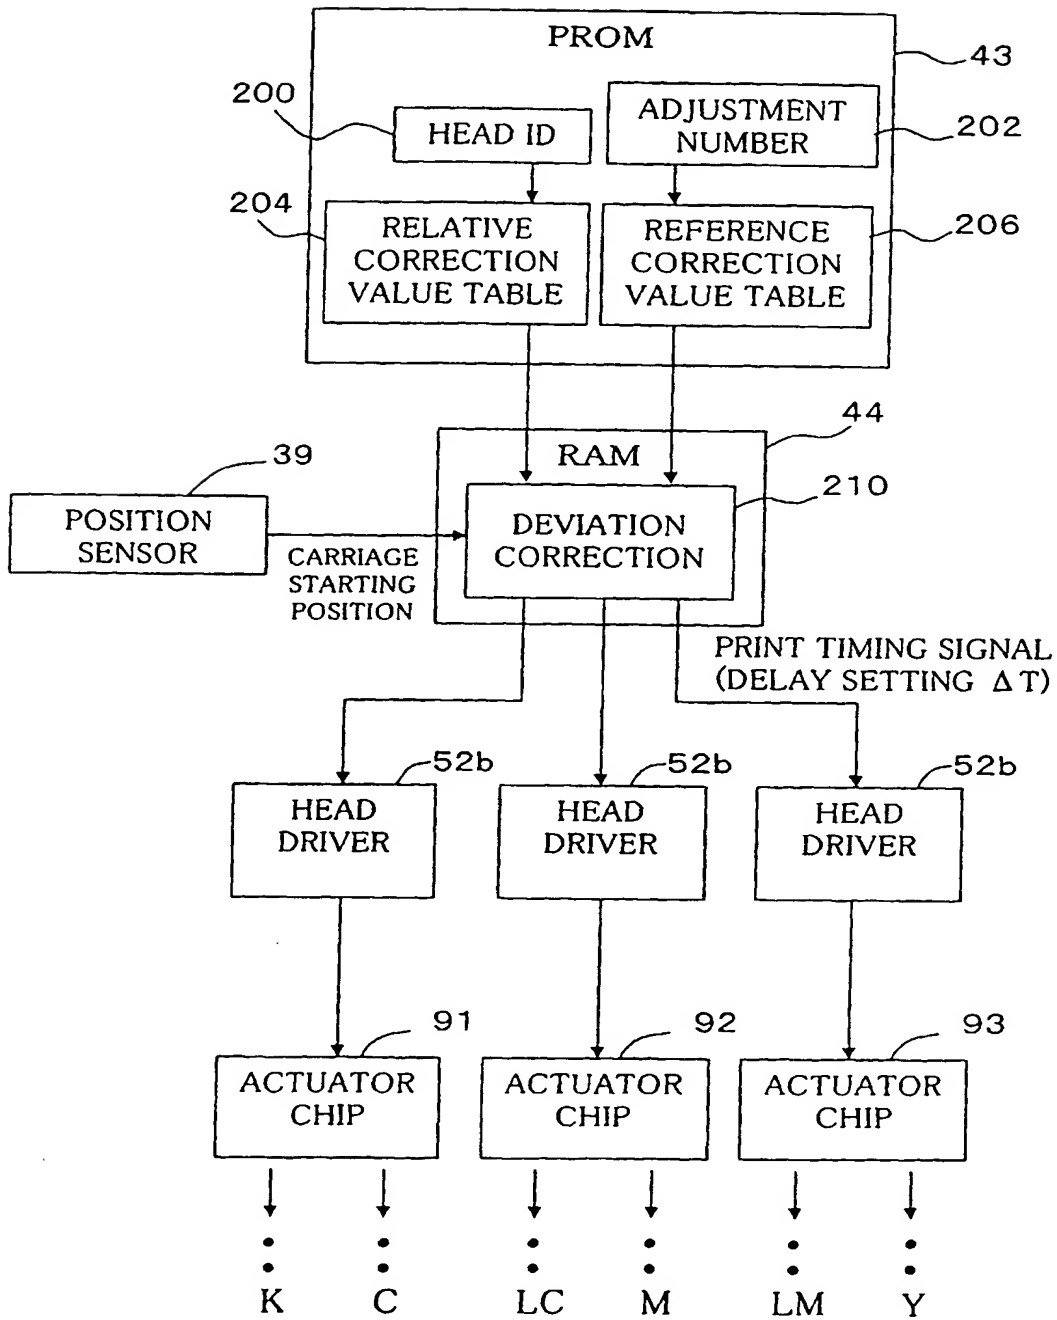 PROM
43
200
HEAD ID
ADJUSTMENT
NUMBER
202
204
RELATIVE
CORRECTION
VALUE TABLE
REFERENCE
CORRECTION
VALUE TABLE
206
44
RAM
39
POSITION
SENSOR
210
DEVIATION
CORRECTION
CARRIAGE
STARTING
POSITION
PRINT TIMING SIGNAL
(DELAY SETTING ΔT)
52b
HEAD
DRIVER
52b
HEAD
DRIVER
52b
HEAD
DRIVER
91
ACTUATOR
CHIP
92
ACTUATOR
CHIP
93
ACTUATOR
CHIP
K C LC M LM Y